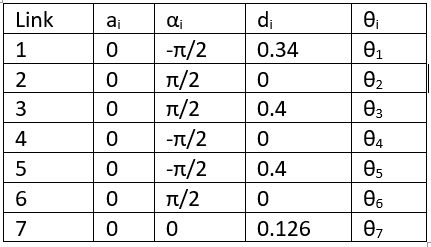 Link aᵢ αᵢ dᵢ θᵢ
1 0 -π/2 0.34 θ₁
2 0 π/2 0 θ₂
3 0 π/2 0.4 θ₃
4 0 -π/2 0 θ₄
5 0 -π/2 0.4 θ₅
6 0 π/2 0 θ₆
7 0 0 0.126 θ₇